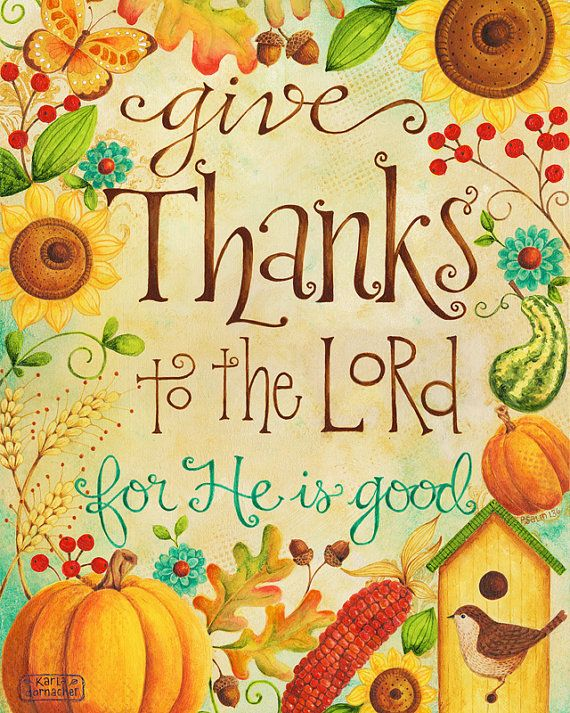 give
Thanks
to the LoRd
for He is good
Psalm 136
Karla
dornacher